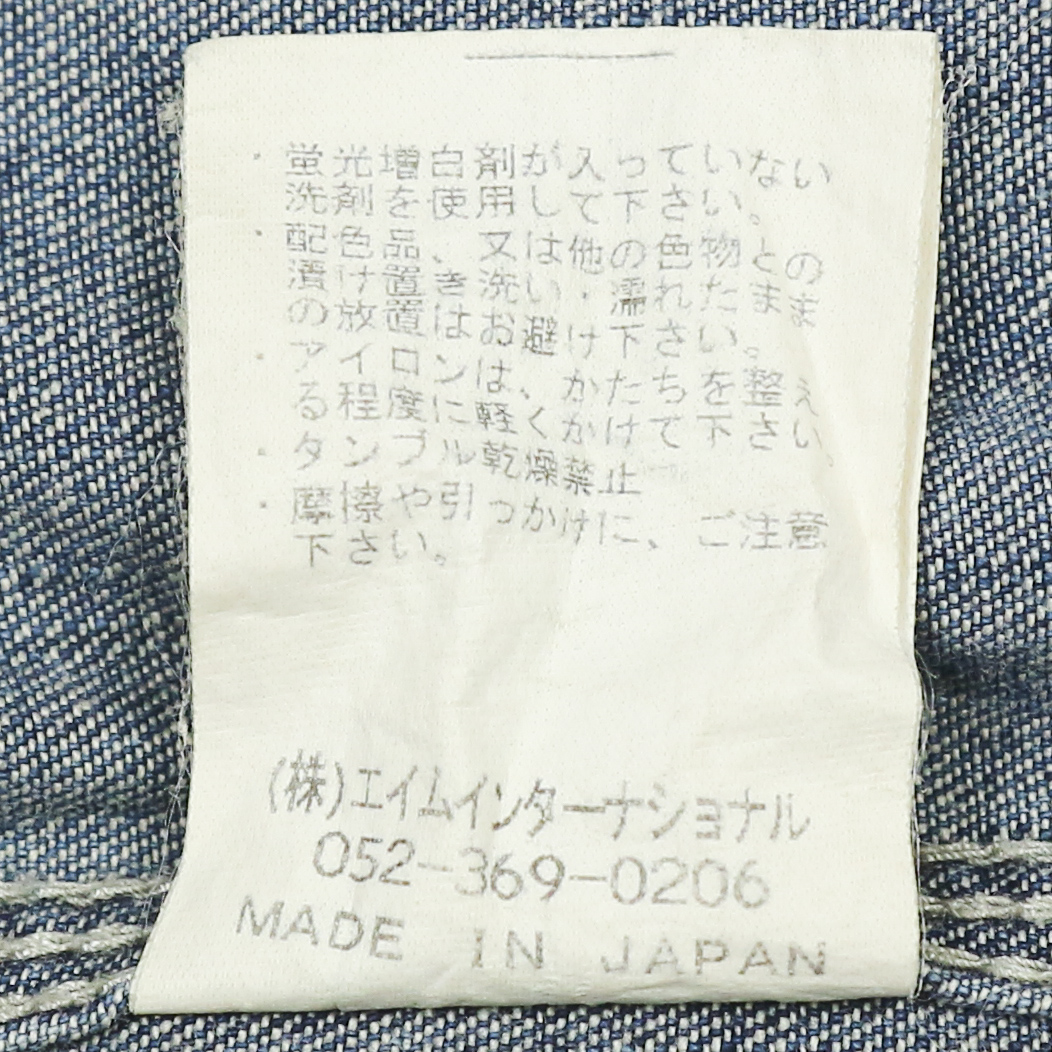 ・蛍光増白剤が入っていない
洗剤を使用して下さい。
・配色品、又は他の色物との
漬け置き洗い・濡れたまま
の放置はお避け下さい。
・アイロンは、かたちを整え
る程度に軽くかけて下さい。
・タンブル乾燥禁止
・摩擦や引っかけに、ご注意
下さい。
(株)エイムインターナショナル
052-369-0206
MADE IN JAPAN